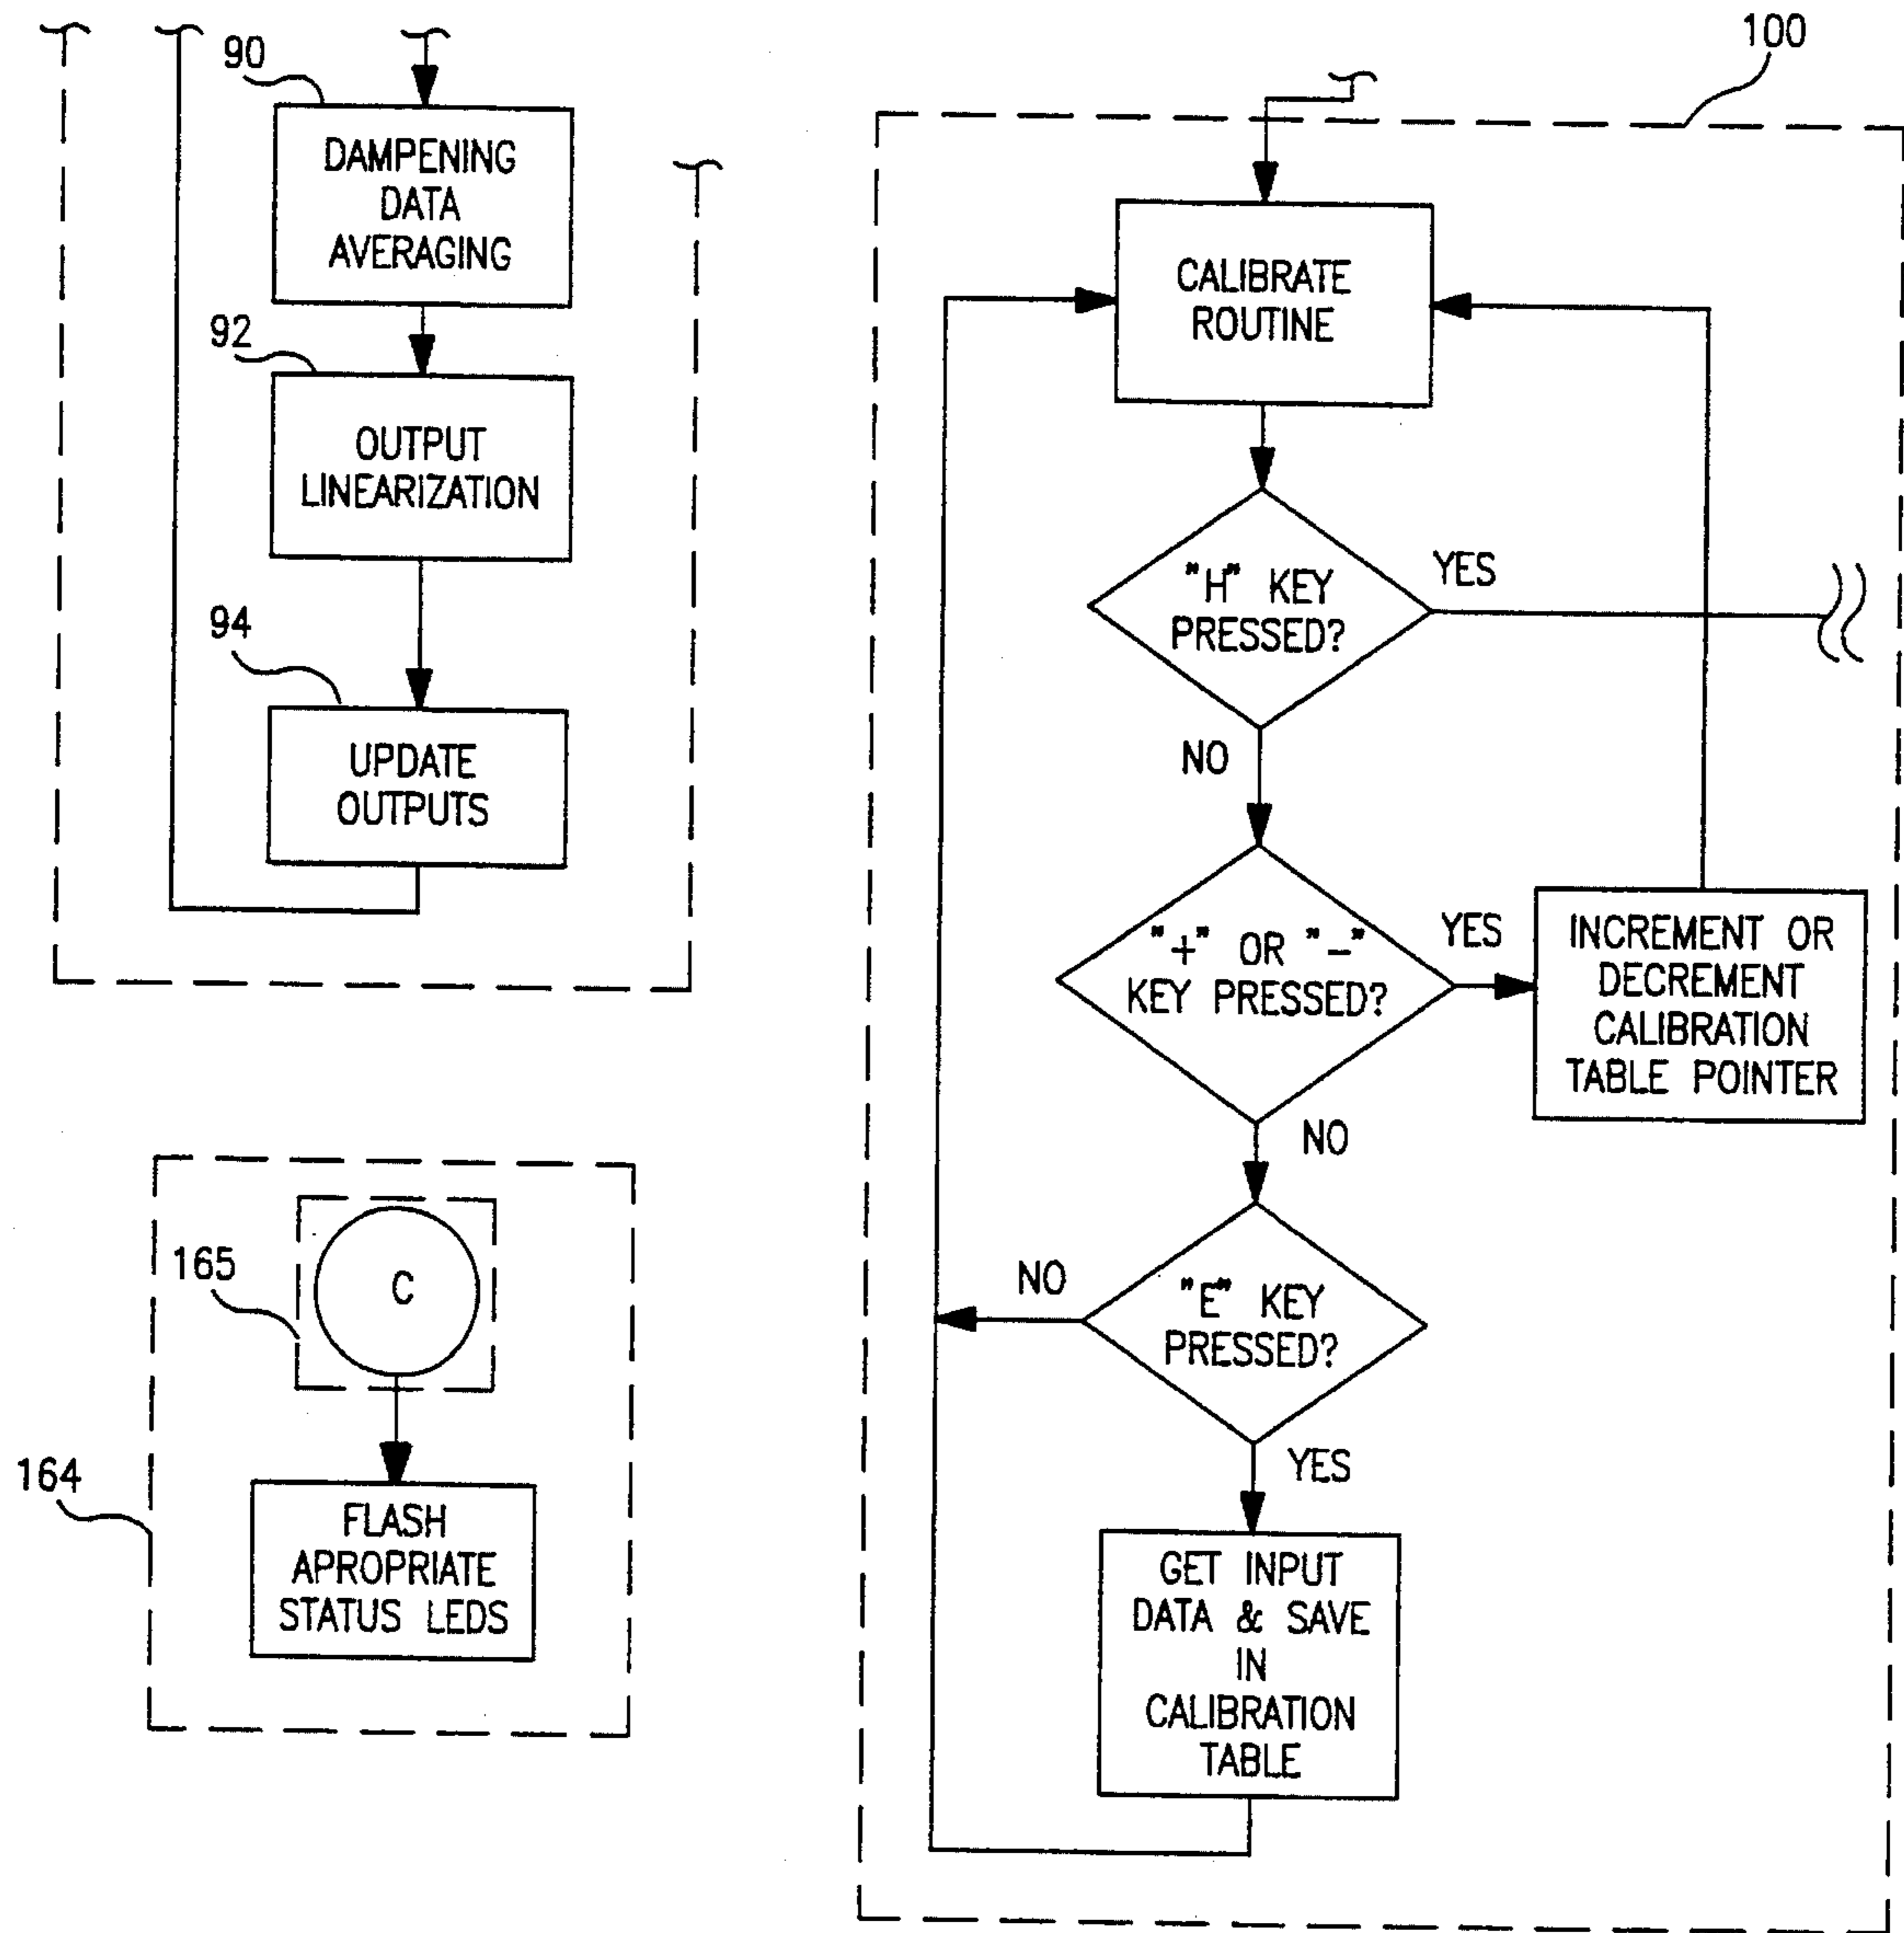 90
DAMPENING
DATA
AVERAGING
92
OUTPUT
LINEARIZATION
94
UPDATE
OUTPUTS
165
C
164
FLASH
APROPRIATE
STATUS LEDS
100
CALIBRATE
ROUTINE
"H" KEY
PRESSED?
YES
NO
"+" OR "-"
KEY PRESSED?
YES
INCREMENT OR
DECREMENT
CALIBRATION
TABLE POINTER
NO
"E" KEY
PRESSED?
NO
YES
GET INPUT
DATA & SAVE
IN
CALIBRATION
TABLE